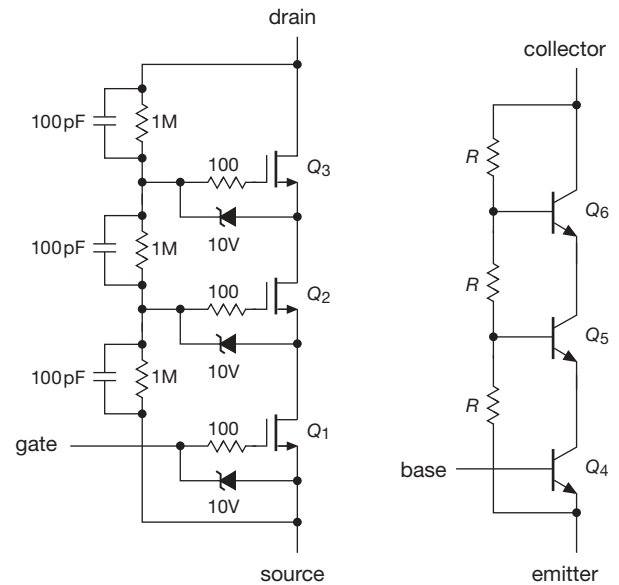 drain
collector
100pF
1M
100
Q3
10V
100pF
1M
100
Q2
10V
100pF
1M
100
Q1
gate
10V
source
R
Q6
R
Q5
R
Q4
base
emitter